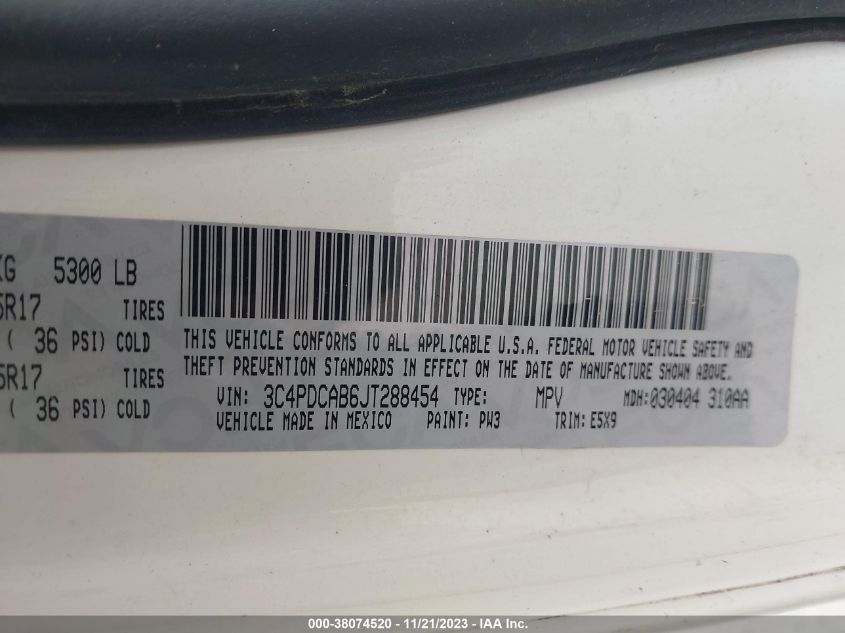 KG 5300 LB
5R17 TIRES
( 36 PSI) COLD
5R17 TIRES
( 36 PSI) COLD
THIS VEHICLE CONFORMS TO ALL APPLICABLE U.S.A. FEDERAL MOTOR VEHICLE SAFETY AND
THEFT PREVENTION STANDARDS IN EFFECT ON THE DATE OF MANUFACTURE SHOWN ABOVE.
VIN: 3C4PDCAB6JT288454 TYPE: MPV MDH:030404 310AA
VEHICLE MADE IN MEXICO PAINT: PW3 TRIM: E5X9
000-38074520 - 11/21/2023 - IAA Inc.